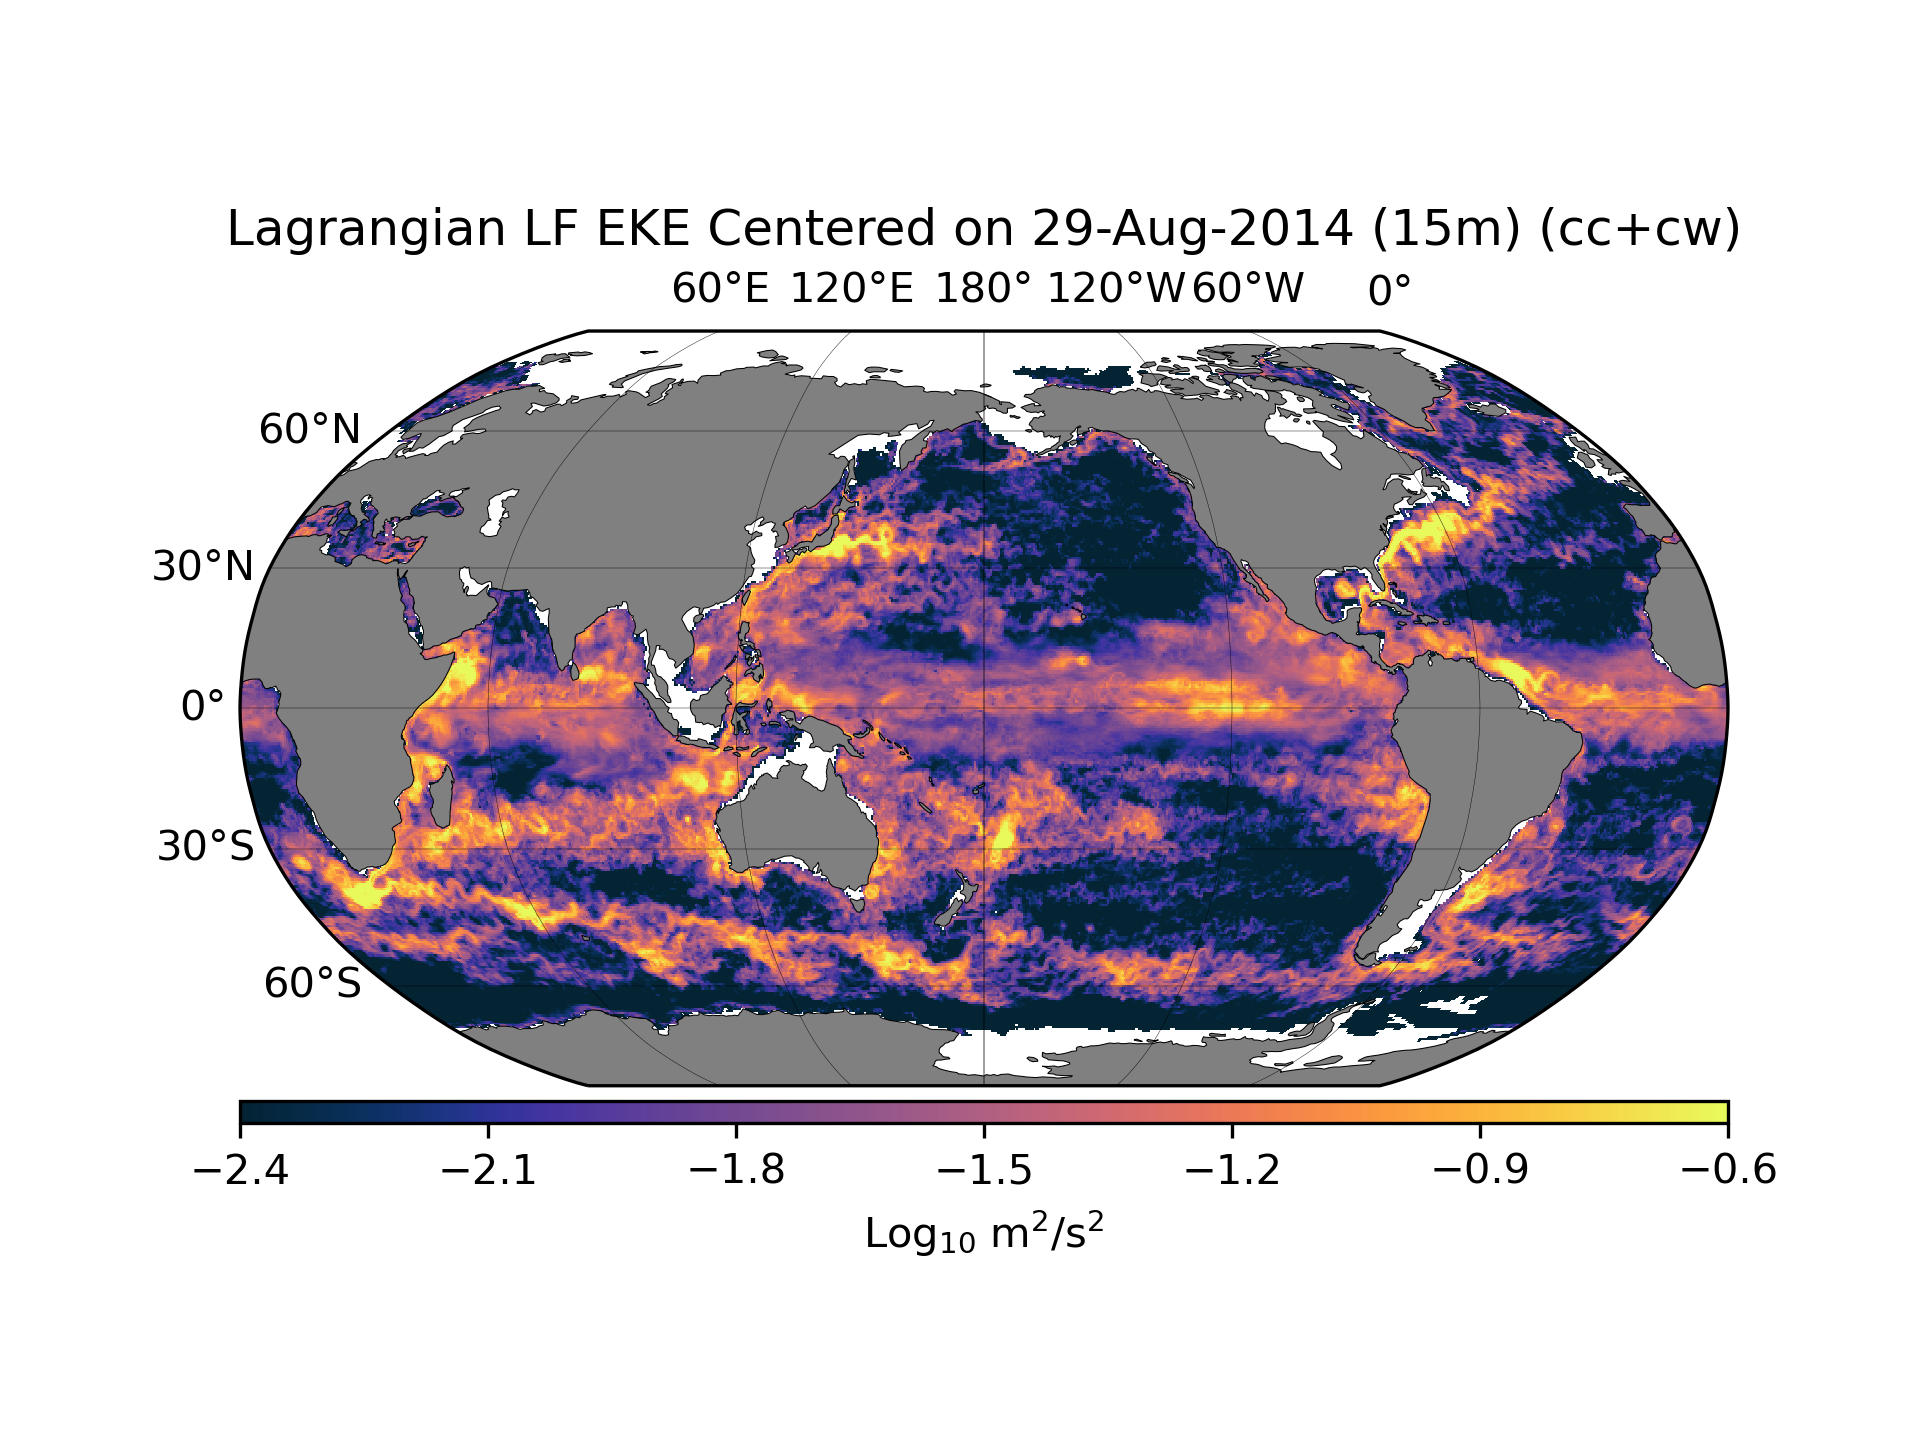 Lagrangian LF EKE Centered on 29-Aug-2014 (15m) (cc+cw)
60°E 120°E 180° 120°W 60°W 0°
60°N
30°N
0°
30°S
60°S
−2.4 −2.1 −1.8 −1.5 −1.2 −0.9 −0.6
Log₁₀ m²/s²